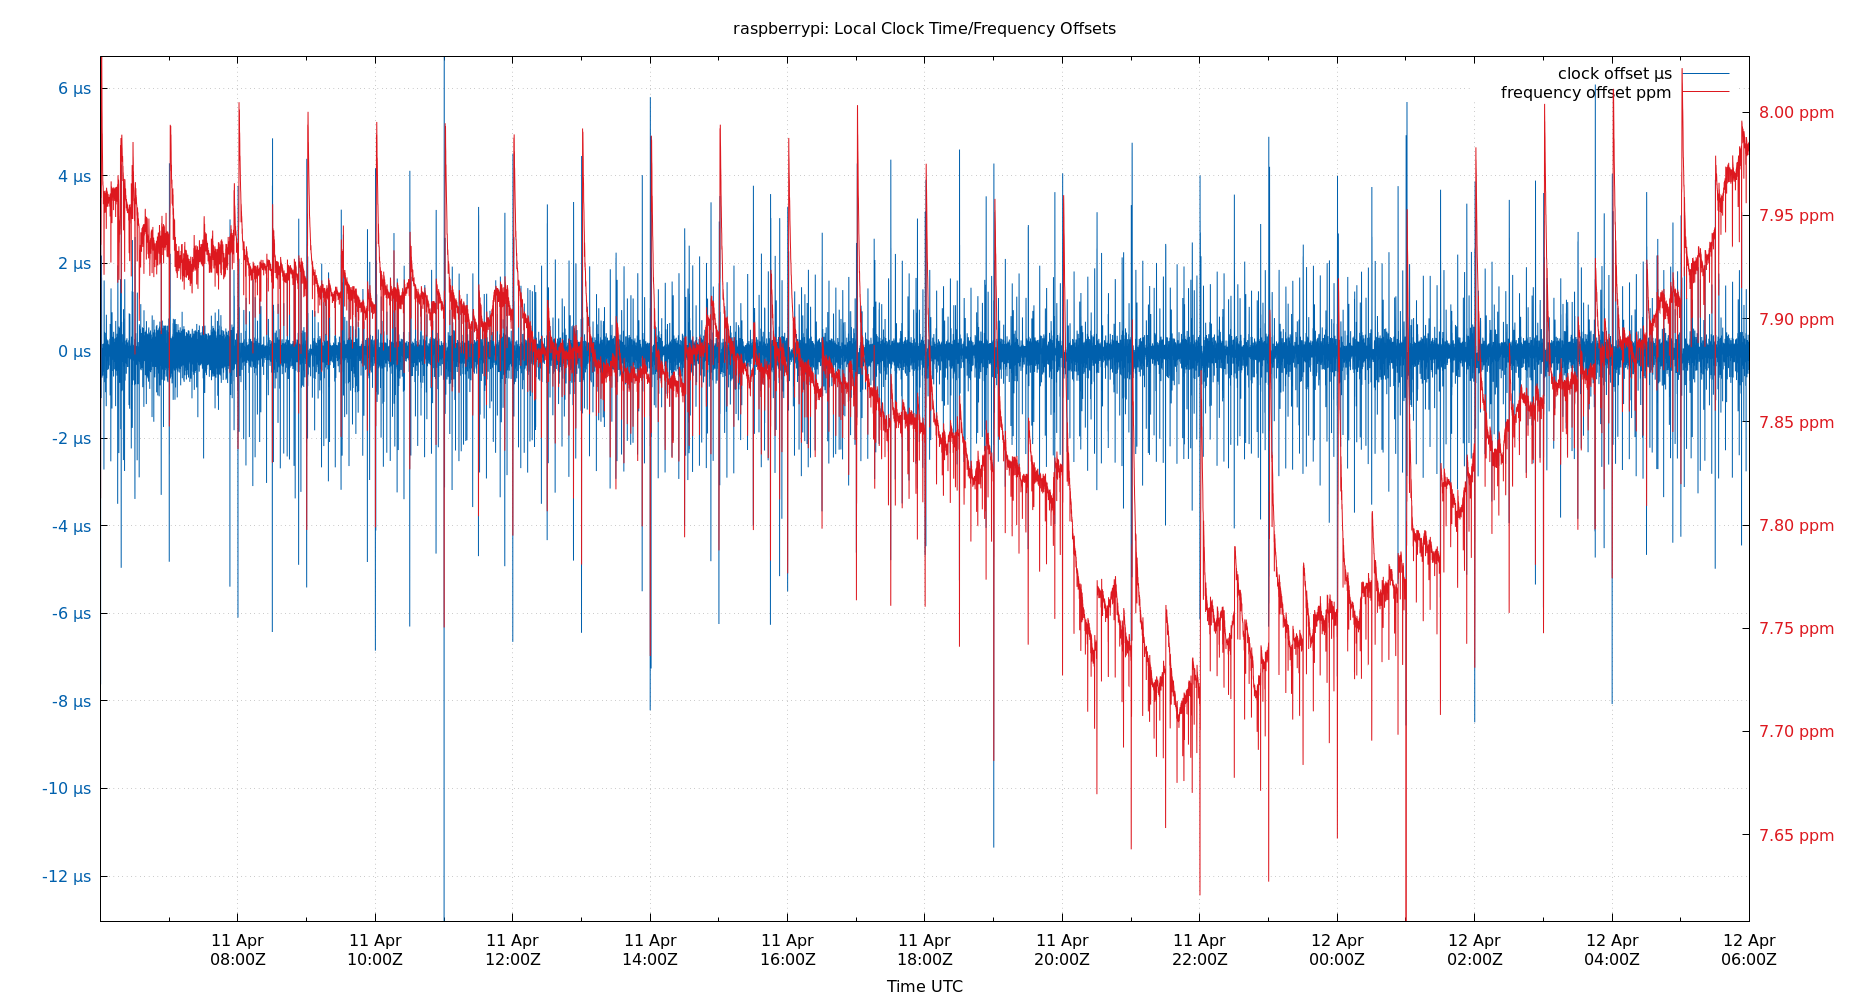 raspberrypi: Local Clock Time/Frequency Offsets
clock offset µs
frequency offset ppm
6 µs
4 µs
2 µs
0 µs
-2 µs
-4 µs
-6 µs
-8 µs
-10 µs
-12 µs
8.00 ppm
7.95 ppm
7.90 ppm
7.85 ppm
7.80 ppm
7.75 ppm
7.70 ppm
7.65 ppm
11 Apr 11 Apr 11 Apr 11 Apr 11 Apr 11 Apr 11 Apr 11 Apr 12 Apr 12 Apr 12 Apr 12 Apr
08:00Z 10:00Z 12:00Z 14:00Z 16:00Z 18:00Z 20:00Z 22:00Z 00:00Z 02:00Z 04:00Z 06:00Z
Time UTC